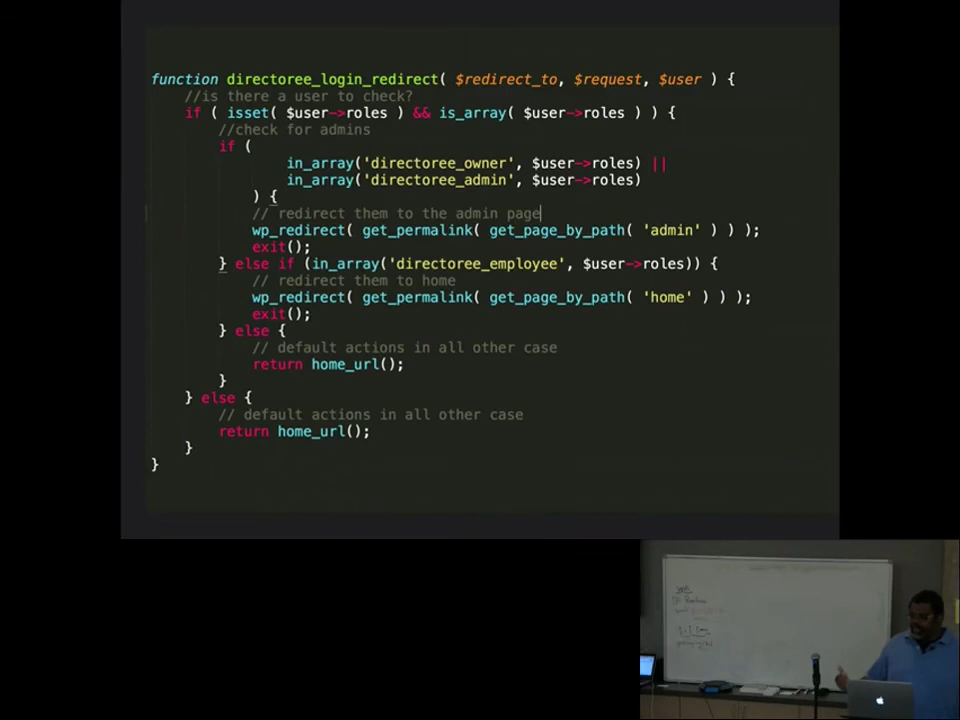 function directoree_login_redirect( $redirect_to, $request, $user ) {
//is there a user to check?
if ( isset( $user->roles ) && is_array( $user->roles ) ) {
//check for admins
if (
in_array('directoree_owner', $user->roles) ||
in_array('directoree_admin', $user->roles)
) {
// redirect them to the admin page
wp_redirect( get_permalink( get_page_by_path( 'admin' ) ) );
exit();
} else if (in_array('directoree_employee', $user->roles)) {
// redirect them to home
wp_redirect( get_permalink( get_page_by_path( 'home' ) ) );
exit();
} else {
// default actions in all other case
return home_url();
}
} else {
// default actions in all other case
return home_url();
}
}